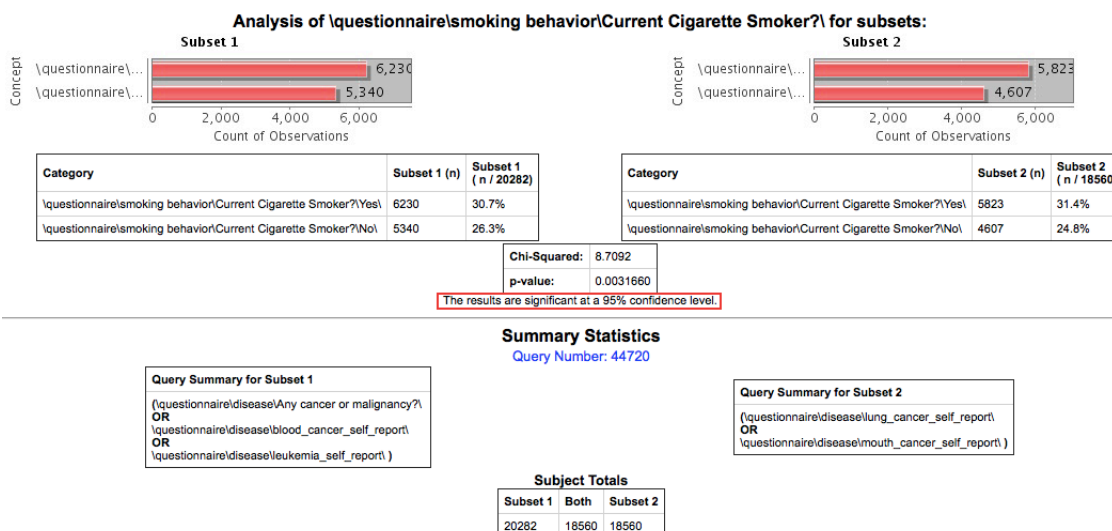 Analysis of \questionnaire\smoking behavior\Current Cigarette Smoker?\ for subsets:
Subset 1
Concept
\questionnaire\...
6,230
\questionnaire\...
5,340
0 2,000 4,000 6,000
Count of Observations
Subset 2
Concept
\questionnaire\...
5,823
\questionnaire\...
4,607
0 2,000 4,000 6,000
Count of Observations
Category Subset 1 (n) Subset 1
( n / 20282)
\questionnaire\smoking behavior\Current Cigarette Smoker?\Yes\ 6230 30.7%
\questionnaire\smoking behavior\Current Cigarette Smoker?\No\ 5340 26.3%
Category Subset 2 (n) Subset 2
( n / 18560
\questionnaire\smoking behavior\Current Cigarette Smoker?\Yes\ 5823 31.4%
\questionnaire\smoking behavior\Current Cigarette Smoker?\No\ 4607 24.8%
Chi-Squared: 8.7092
p-value: 0.0031660
The results are significant at a 95% confidence level.
Summary Statistics
Query Number: 44720
Query Summary for Subset 1
(\questionnaire\disease\Any cancer or malignancy?\
OR
\questionnaire\disease\blood_cancer_self_report\
OR
\questionnaire\disease\leukemia_self_report\ )
Query Summary for Subset 2
(\questionnaire\disease\lung_cancer_self_report\
OR
\questionnaire\disease\mouth_cancer_self_report\ )
Subject Totals
Subset 1 Both Subset 2
20282 18560 18560